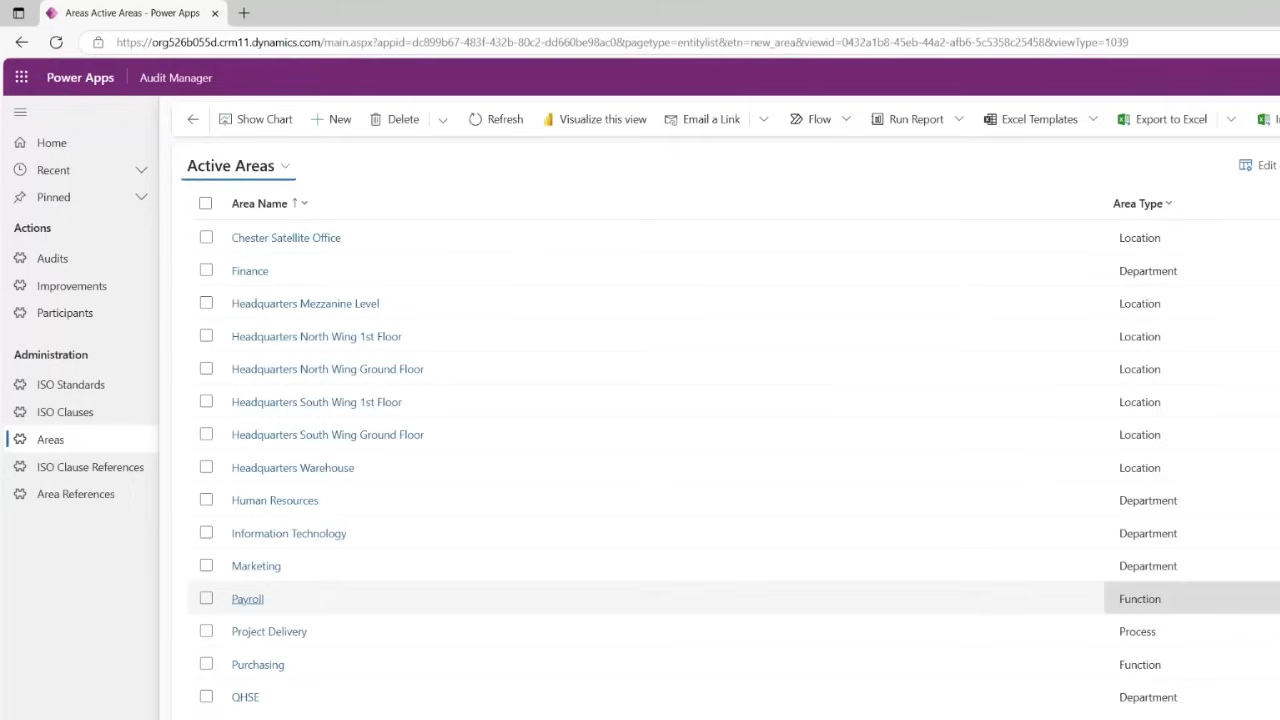 Areas Active Areas - Power Apps
https://org526b055d.crm11.dynamics.com/main.aspx?appid=dc899b67-483f-432b-80c2-dd660be98ac0&pagetype=entitylist&etn=new_area&viewid=0432a1b8-45eb-44a2-afb6-5c5358c25458&viewType=1039
Power Apps Audit Manager
Show Chart New Delete Refresh Visualize this view Email a Link Flow Run Report Excel Templates Export to Excel
Home
Recent
Pinned
Actions
Audits
Improvements
Participants
Administration
ISO Standards
ISO Clauses
Areas
ISO Clause References
Area References
Active Areas Edit
Area Name Area Type
Chester Satellite Office Location
Finance Department
Headquarters Mezzanine Level Location
Headquarters North Wing 1st Floor Location
Headquarters North Wing Ground Floor Location
Headquarters South Wing 1st Floor Location
Headquarters South Wing Ground Floor Location
Headquarters Warehouse Location
Human Resources Department
Information Technology Department
Marketing Department
Payroll Function
Project Delivery Process
Purchasing Function
QHSE Department